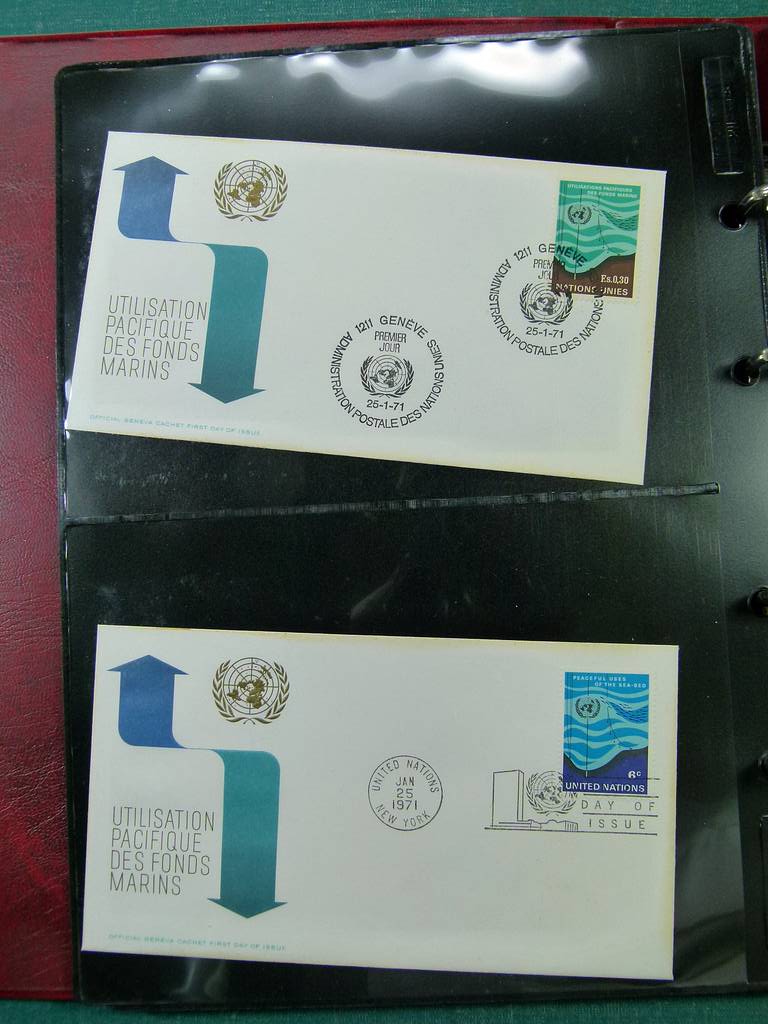 UTILISATIONS PACIFIQUES
DES FONDS MARINS
Fs.0,30
NATIONS UNIES
1211 GENÈVE
PREMIER
JOUR
25-1-71
ADMINISTRATION POSTALE DES NATIONS
1211 GENÈVE
PREMIER
JOUR
25-1-71
ADMINISTRATION POSTALE DES NATIONS UNIES
UTILISATION
PACIFIQUE
DES FONDS
MARINS
OFFICIAL GENEVA CACHET FIRST DAY OF ISSUE
PEACEFUL USES
OF THE SEA-BED
6c
UNITED NATIONS
UNITED NATIONS
JAN
25
1971
NEW YORK
DAY OF
ISSUE
UTILISATION
PACIFIQUE
DES FONDS
MARINS
OFFICIAL GENEVA CACHET FIRST DAY OF ISSUE